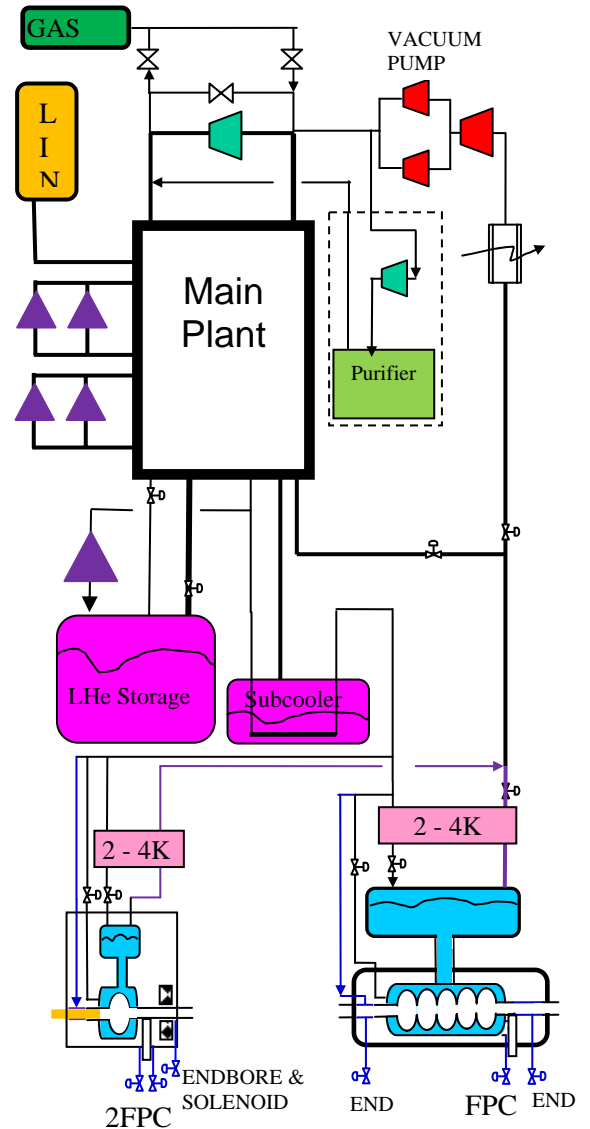 GAS
VACUUM
PUMP
L
I
N
Main
Plant
Purifier
LHe Storage
Subcooler
2 - 4K
2 - 4K
ENDBORE &
SOLENOID
2FPC
END
FPC
END